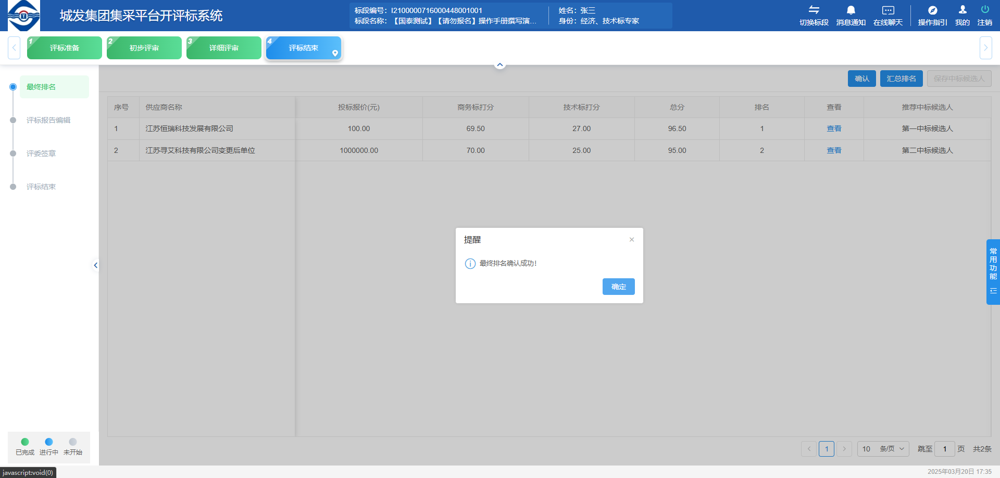 城发集团集采平台开评标系统
标段编号：I2100000716000448001001
标段名称：【国泰测试】【请勿报名】操作手册撰写演...
姓名：张三
身份：经济、技术标专家
切换标段
消息通知
在线聊天
操作指引
我的
注销
1 评标准备
2 初步评审
3 详细评审
4 评标结束
最终排名
评标报告编辑
评委签章
评标结束
确认
汇总排名
保存中标候选人
序号 供应商名称 投标报价(元) 商务标打分 技术标打分 总分 排名 查看 推荐中标候选人
1 江苏恒瑞科技发展有限公司 100.00 69.50 27.00 96.50 1 查看 第一中标候选人
2 江苏寻艾科技有限公司变更后单位 1000000.00 70.00 25.00 95.00 2 查看 第二中标候选人
提醒
最终排名确认成功!
确定
常用功能
已完成 进行中 未开始
1 10 条/页 跳至 1 页 共2条
javascript:void(0)
2025年03月20日 17:35